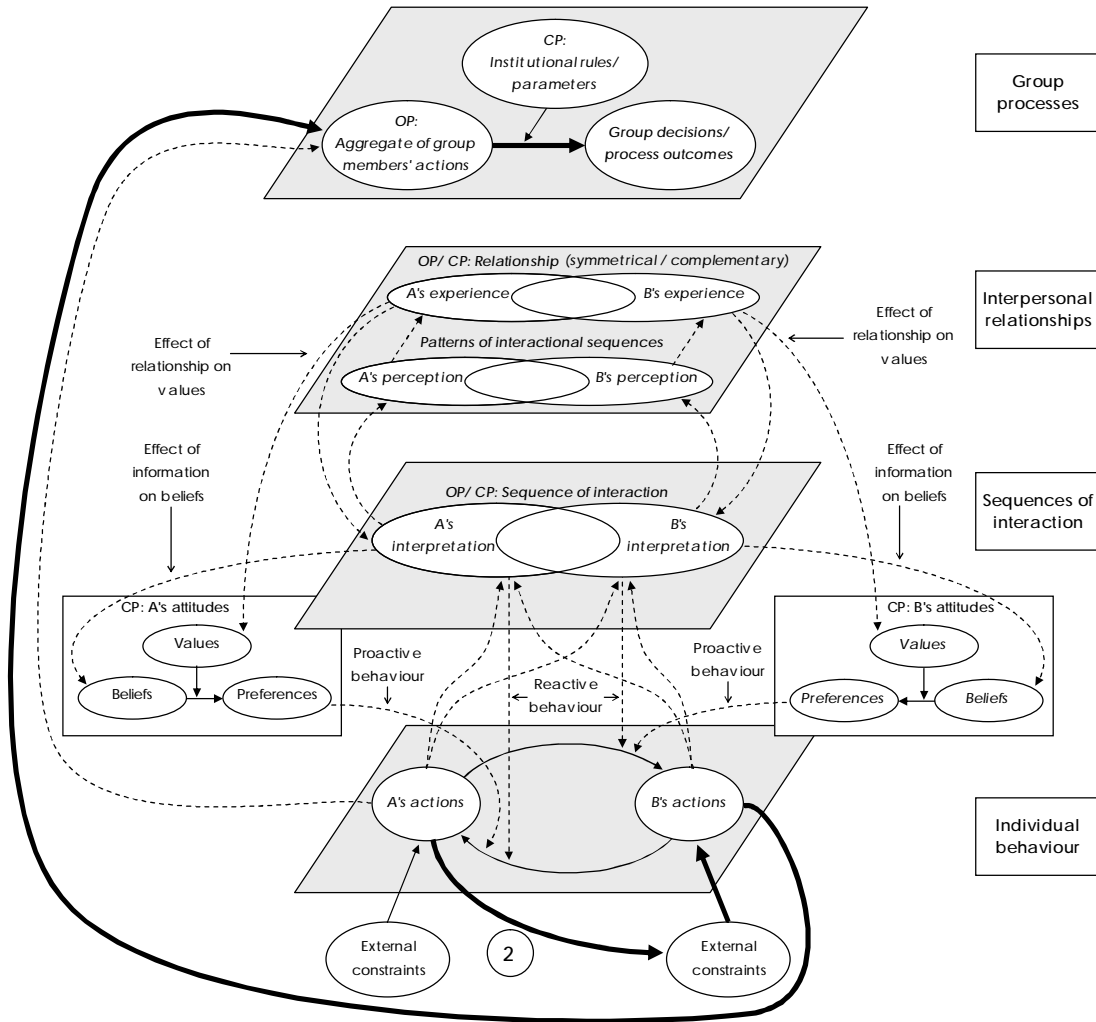 CP:
Institutional rules/
parameters
OP:
Aggregate of group
members' actions
Group decisions/
process outcomes
Group
processes
OP/ CP: Relationship (symmetrical / complementary)
A's experience
B's experience
Patterns of interactional sequences
A's perception
B's perception
Interpersonal
relationships
Effect of
relationship on
values
Effect of
relationship on
values
Effect of
information
on beliefs
Effect of
information
on beliefs
OP/ CP: Sequence of interaction
A's
interpretation
B's
interpretation
Sequences of
interaction
CP: A's attitudes
Values
Beliefs
Preferences
CP: B's attitudes
Values
Preferences
Beliefs
Proactive
behaviour
Reactive
behaviour
Proactive
behaviour
A's actions
B's actions
Individual
behaviour
External
constraints
2
External
constraints